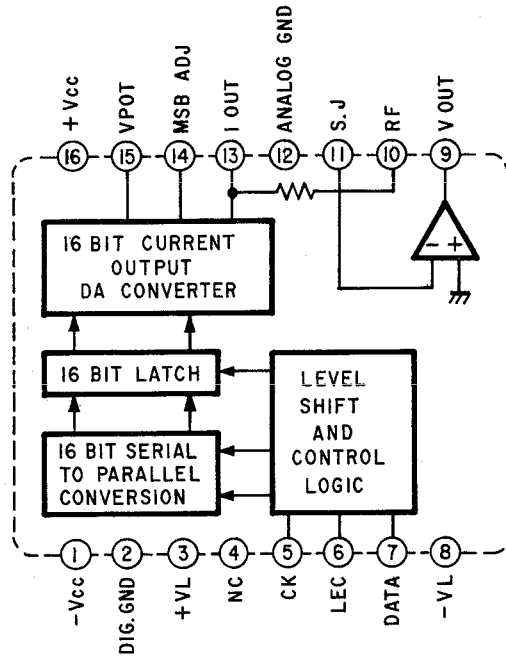 +Vcc
VPOT
MSB ADJ
I OUT
ANALOG GND
S.J
RF
V OUT
16
15
14
13
12
11
10
9
16 BIT CURRENT
OUTPUT
DA CONVERTER
- +
16 BIT LATCH
LEVEL
SHIFT
AND
CONTROL
LOGIC
16 BIT SERIAL
TO PARALLEL
CONVERSION
1
2
3
4
5
6
7
8
-Vcc
DIG.GND
+VL
NC
CK
LEC
DATA
-VL